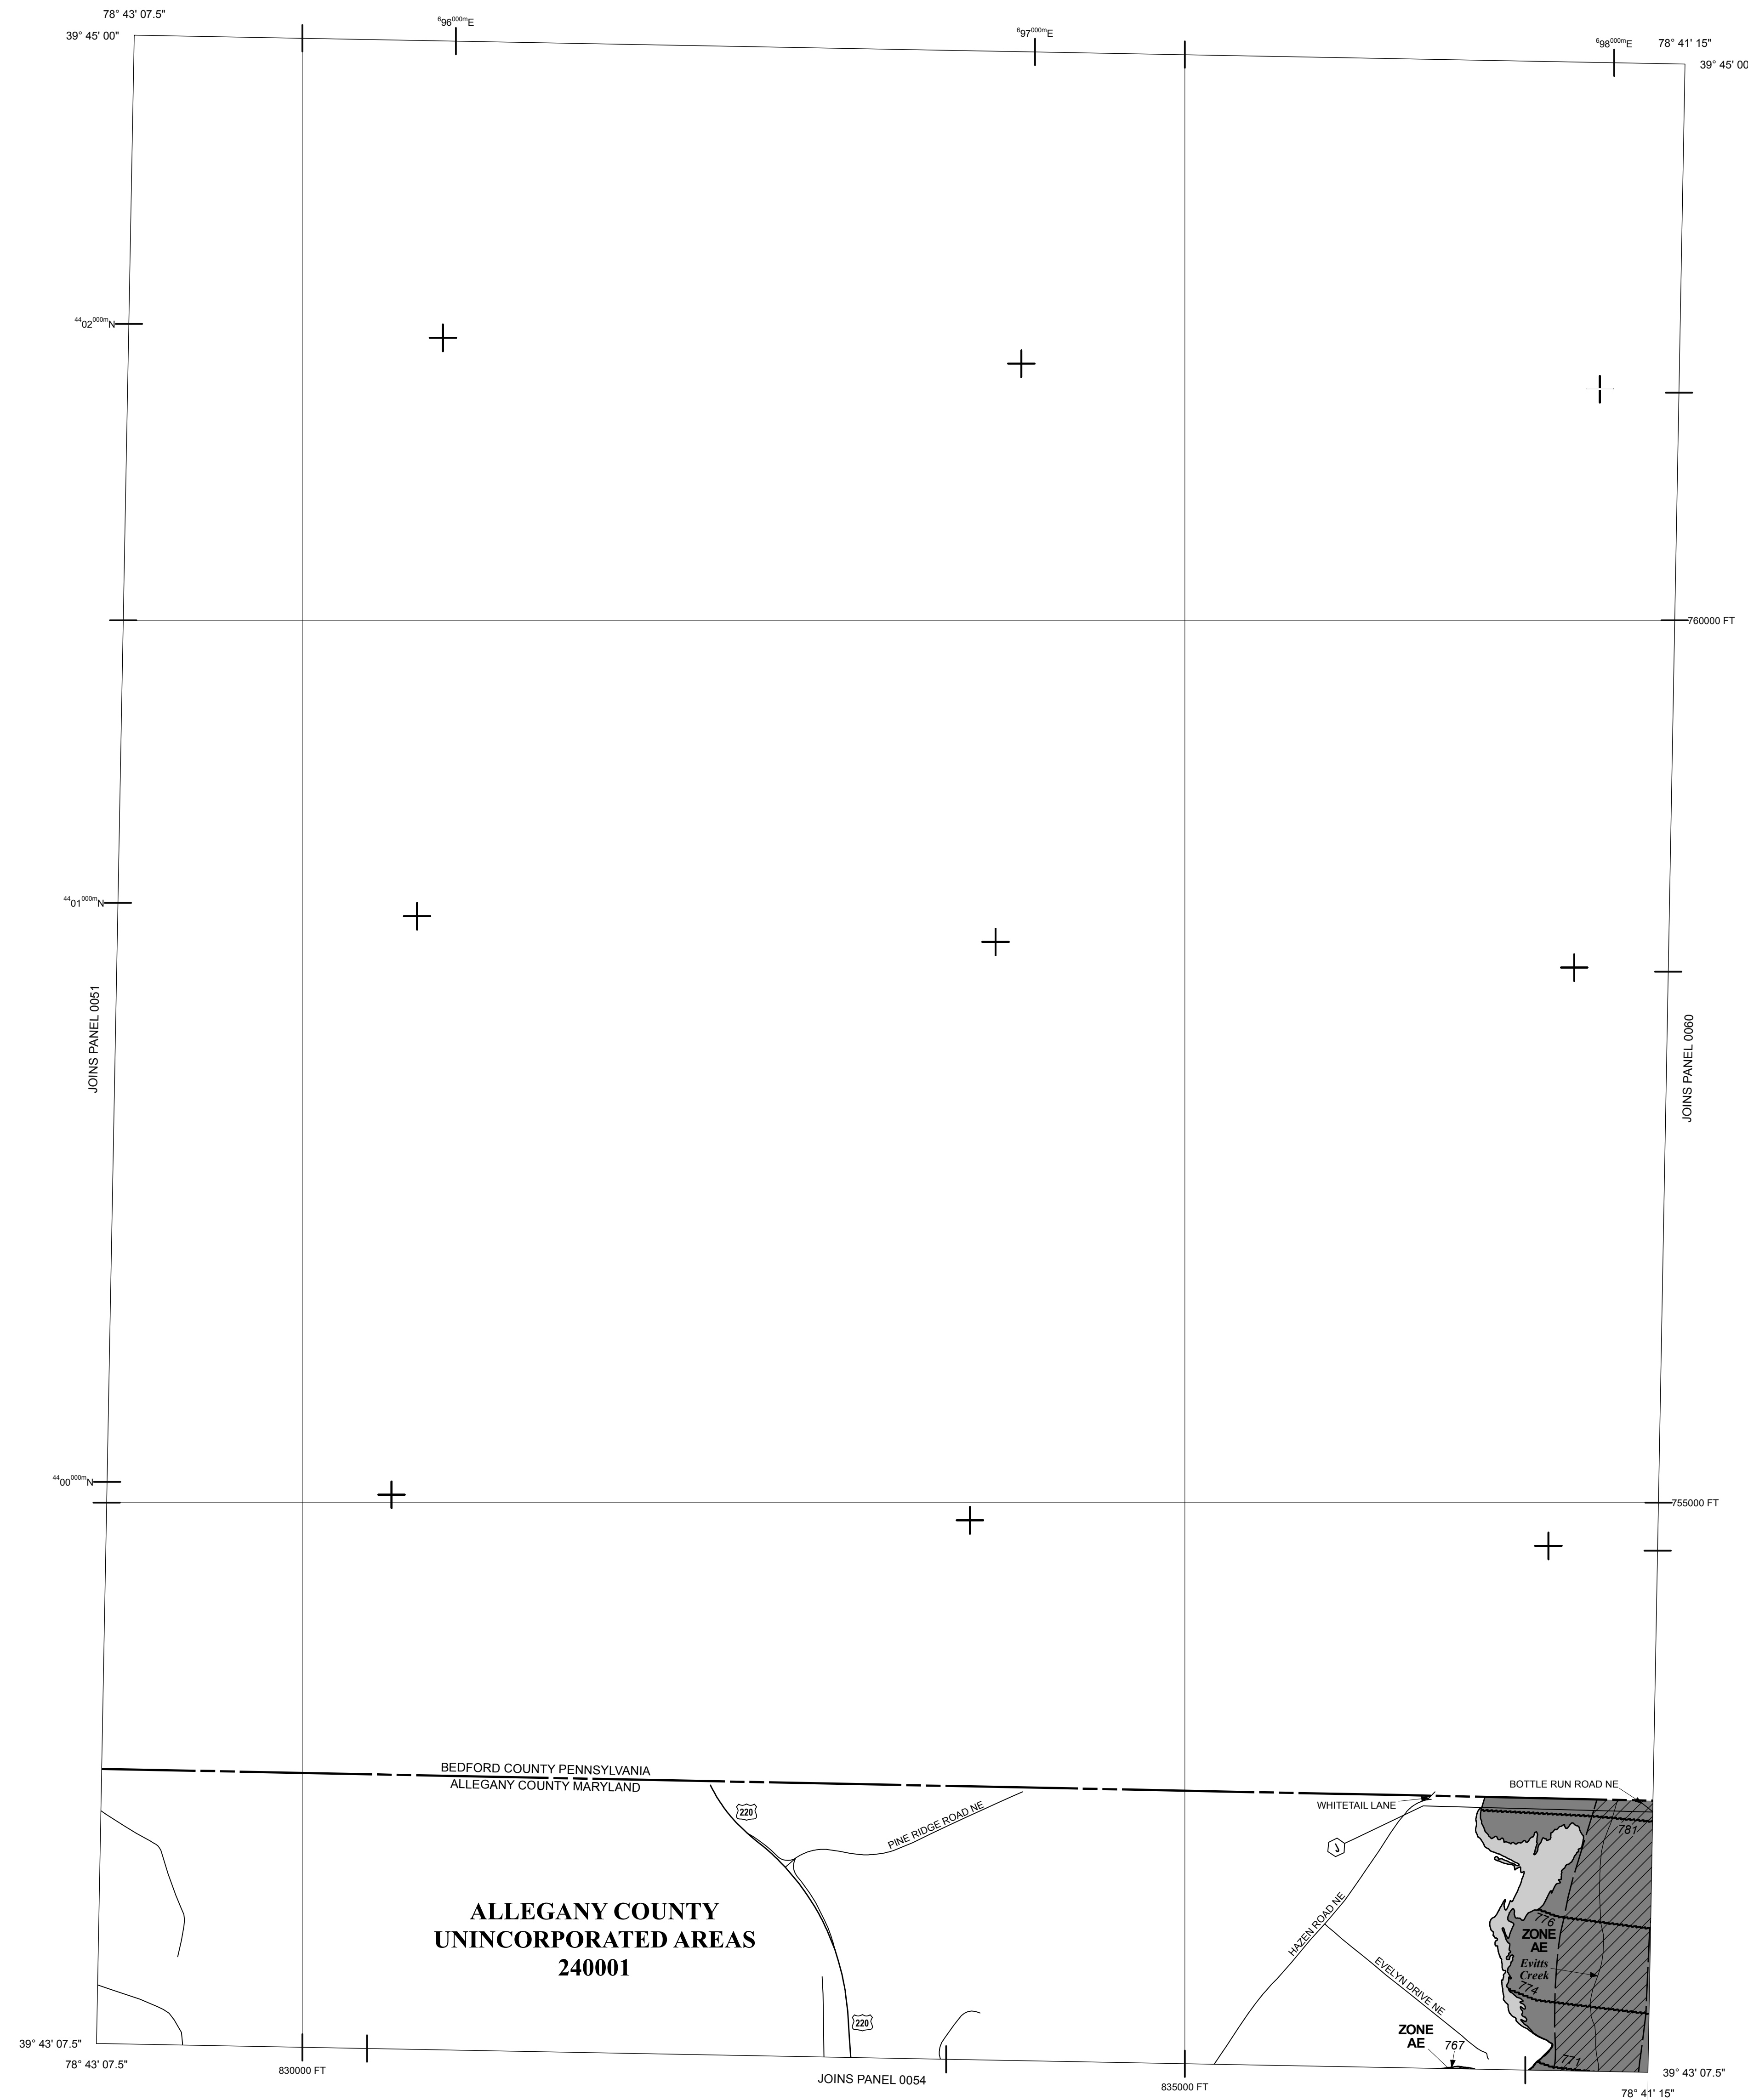 78° 43' 07.5"
696000mE
697000mE
698000mE
78° 41' 15"
39° 45' 00"
39° 45' 00
4402000mN
760000 FT
4401000mN
JOINS PANEL 0051
JOINS PANEL 0060
4400000mN
755000 FT
BEDFORD COUNTY PENNSYLVANIA
ALLEGANY COUNTY MARYLAND
BOTTLE RUN ROAD NE
WHITETAIL LANE
220
PINE RIDGE ROAD NE
J
781
HAZEN ROAD NE
ALLEGANY COUNTY
UNINCORPORATED AREAS
240001
776
ZONE
AE
Evitts
Creek
774
EVELYN DRIVE NE
220
ZONE
AE
767
771
39° 43' 07.5"
78° 43' 07.5"
830000 FT
JOINS PANEL 0054
835000 FT
39° 43' 07.5"
78° 41' 15"